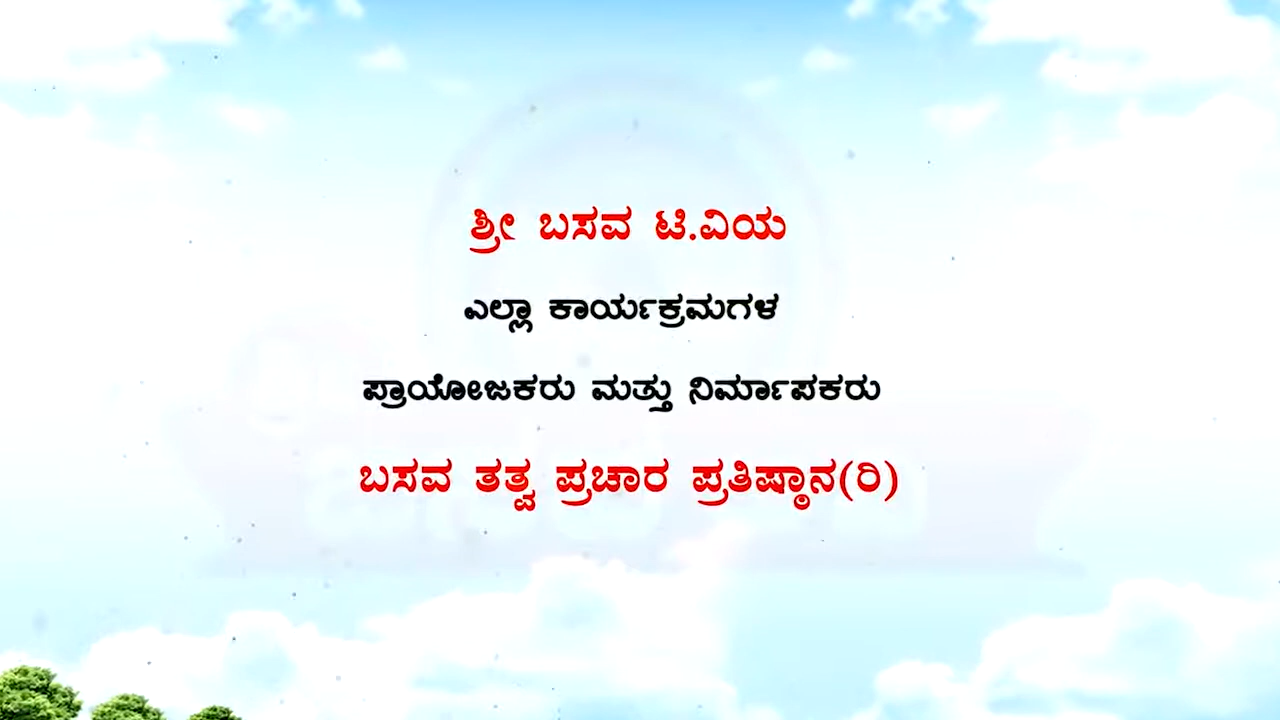 ಶ್ರೀ ಬಸವ ಟಿ.ವಿಯ
ಎಲ್ಲಾ ಕಾರ್ಯಕ್ರಮಗಳ
ಪ್ರಾಯೋಜಕರು ಮತ್ತು ನಿರ್ಮಾಪಕರು
ಬಸವ ತತ್ವ ಪ್ರಚಾರ ಪ್ರತಿಷ್ಠಾನ(ರಿ)